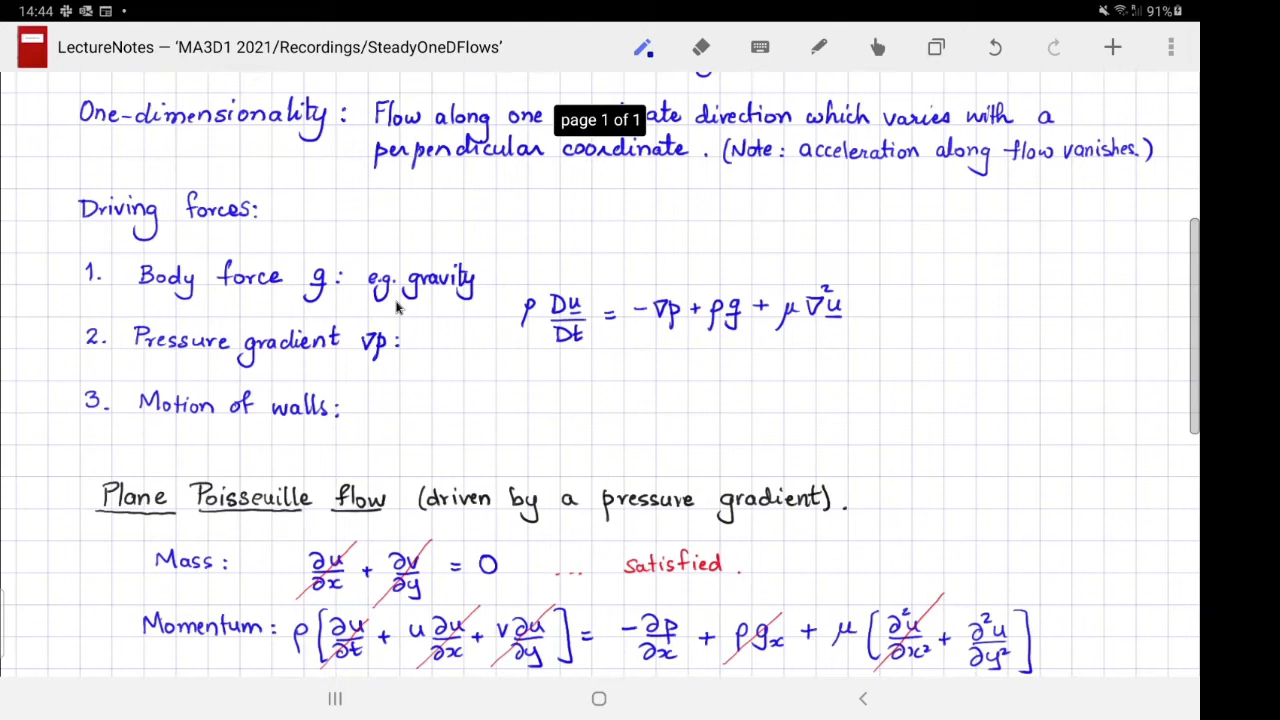 14:44
91%
LectureNotes — ‘MA3D1 2021/Recordings/SteadyOneDFlows’
One-dimensionality : Flow along one ate direction which varies with a
page 1 of 1
perpendicular coordinate. (Note: acceleration along flow vanishes.)
Driving forces:
1. Body force g: e.g. gravity
ρ Du/Dt = -∇p + ρg + μ∇²u
2. Pressure gradient ∇p:
3. Motion of walls:
Plane Poisseuille flow (driven by a pressure gradient).
Mass: ∂u/∂x + ∂v/∂y = 0 ... satisfied.
Momentum: ρ[∂u/∂t + u ∂u/∂x + v ∂u/∂y] = -∂p/∂x + ρgₓ + μ[∂²u/∂x² + ∂²u/∂y²]